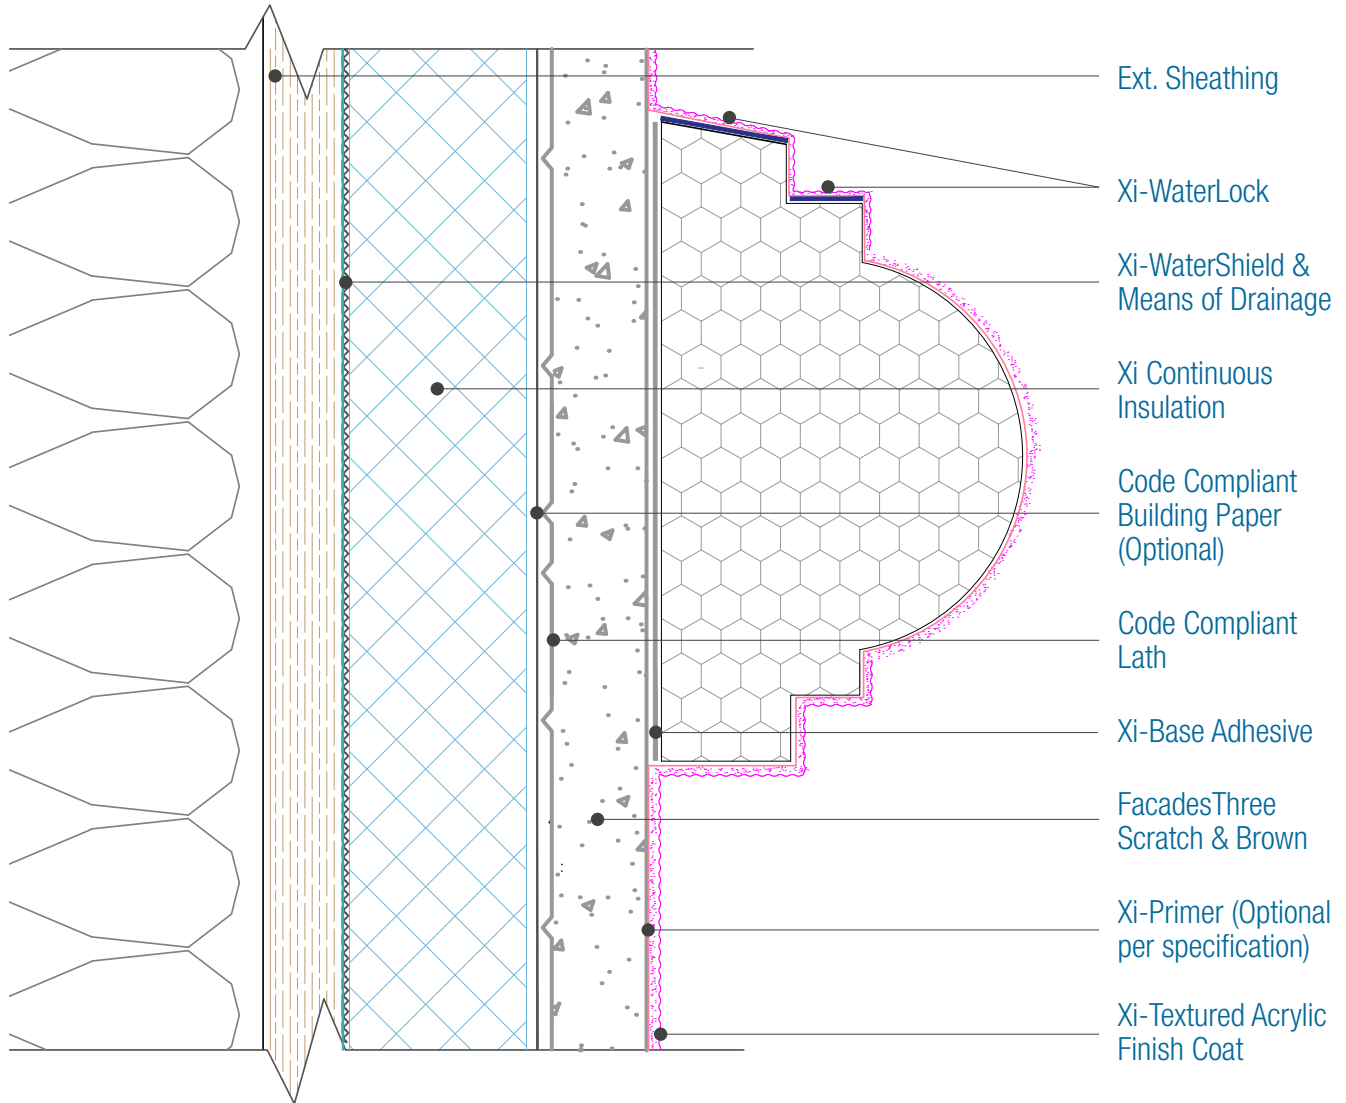 Ext. Sheathing
Xi-WaterLock
Xi-WaterShield &
Means of Drainage
Xi Continuous
Insulation
Code Compliant
Building Paper
(Optional)
Code Compliant
Lath
Xi-Base Adhesive
FacadesThree
Scratch & Brown
Xi-Primer (Optional
per specification)
Xi-Textured Acrylic
Finish Coat